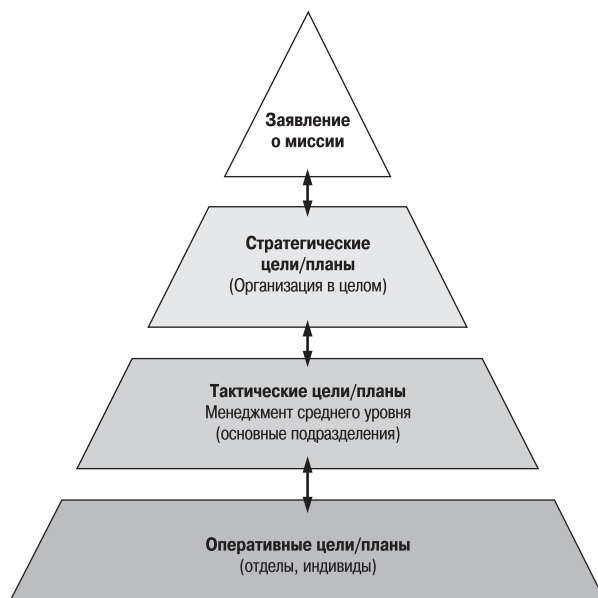 Заявление
о миссии
Стратегические
цели/планы
(Организация в целом)
Тактические цели/планы
Менеджмент среднего уровня
(основные подразделения)
Оперативные цели/планы
(отделы, индивиды)